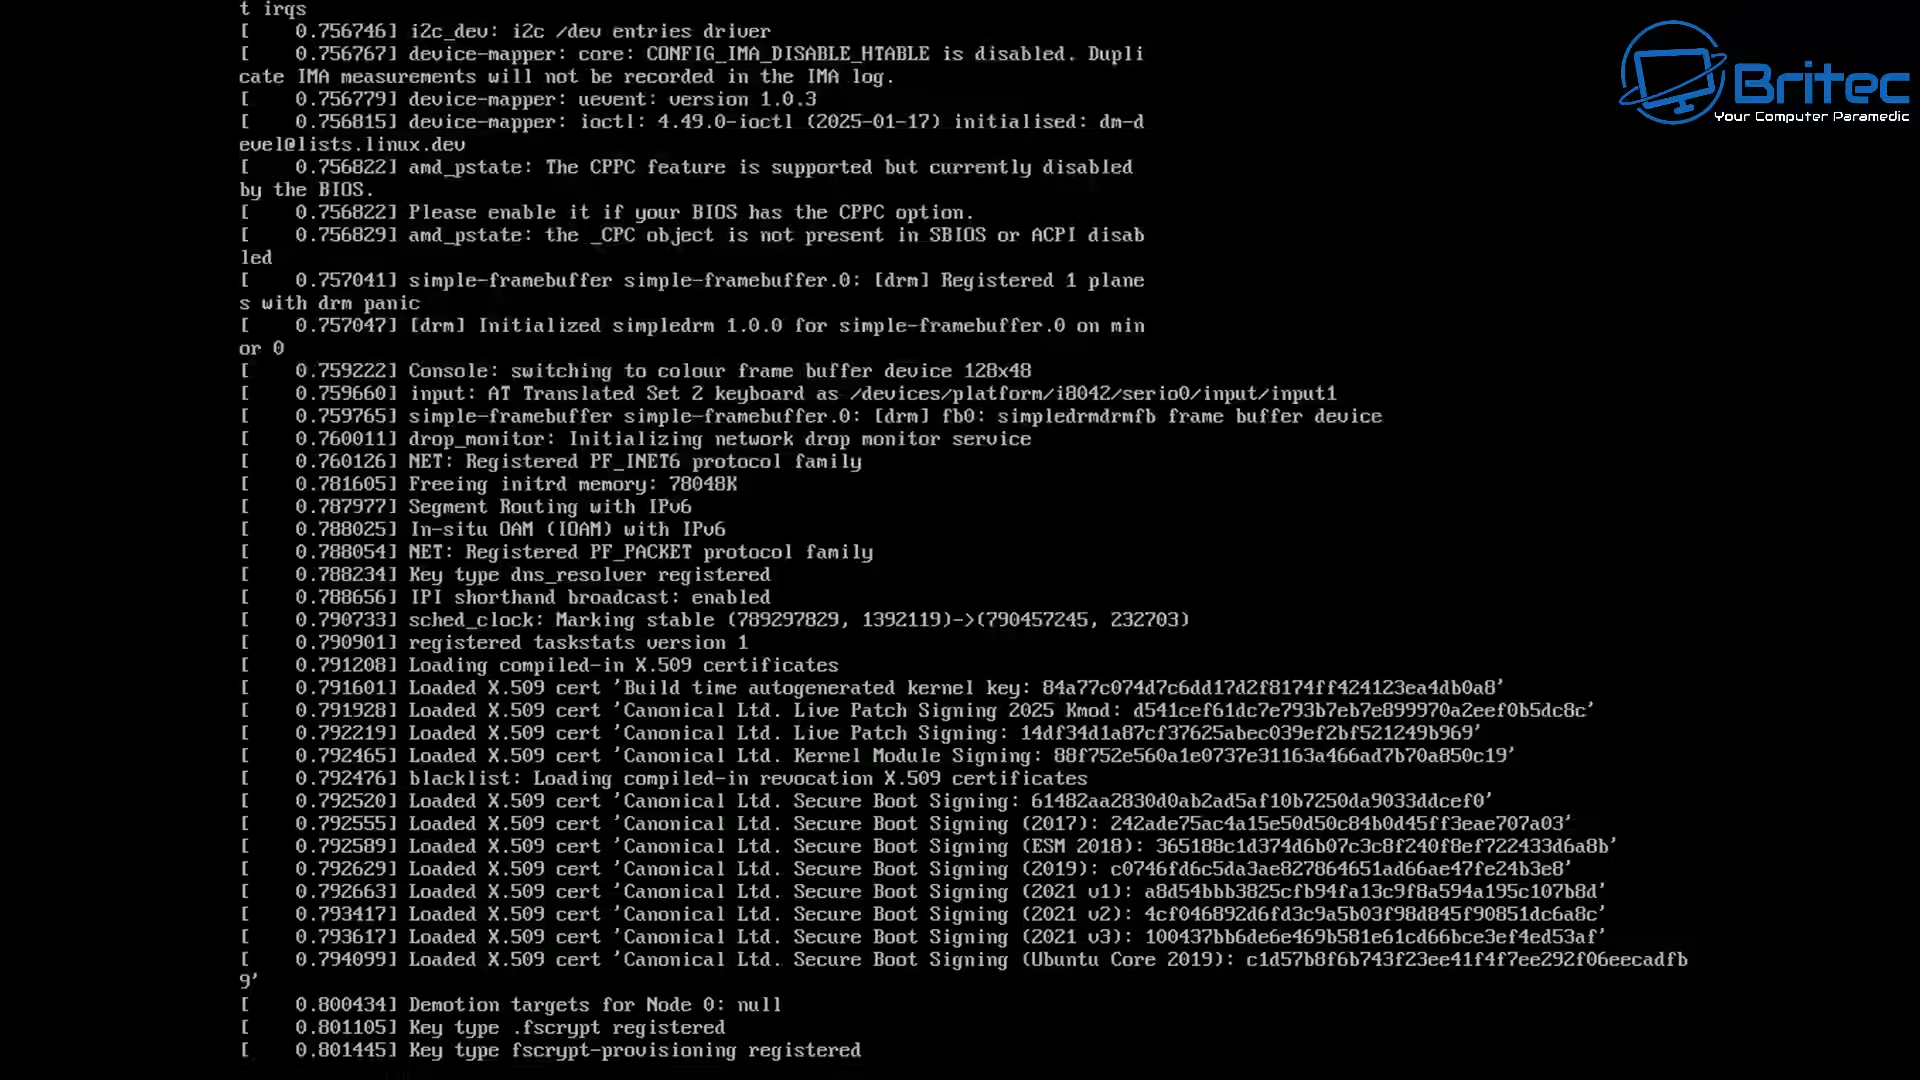 t irqs
[    0.756746] i2c_dev: i2c /dev entries driver
[    0.756767] device-mapper: core: CONFIG_IMA_DISABLE_HTABLE is disabled. Dupli
cate IMA measurements will not be recorded in the IMA log.
[    0.756779] device-mapper: uevent: version 1.0.3
[    0.756815] device-mapper: ioctl: 4.49.0-ioctl (2025-01-17) initialised: dm-d
evel@lists.linux.dev
[    0.756822] amd_pstate: The CPPC feature is supported but currently disabled
by the BIOS.
[    0.756822] Please enable it if your BIOS has the CPPC option.
[    0.756829] amd_pstate: the _CPC object is not present in SBIOS or ACPI disab
led
[    0.757041] simple-framebuffer simple-framebuffer.0: [drm] Registered 1 plane
s with drm panic
[    0.757047] [drm] Initialized simpledrm 1.0.0 for simple-framebuffer.0 on min
or 0
[    0.759222] Console: switching to colour frame buffer device 128x48
[    0.759660] input: AT Translated Set 2 keyboard as /devices/platform/i8042/serio0/input/input1
[    0.759765] simple-framebuffer simple-framebuffer.0: [drm] fb0: simpledrmdrmfb frame buffer device
[    0.760011] drop_monitor: Initializing network drop monitor service
[    0.760126] NET: Registered PF_INET6 protocol family
[    0.781605] Freeing initrd memory: 78048K
[    0.787977] Segment Routing with IPv6
[    0.788025] In-situ OAM (IOAM) with IPv6
[    0.788054] NET: Registered PF_PACKET protocol family
[    0.788234] Key type dns_resolver registered
[    0.788656] IPI shorthand broadcast: enabled
[    0.790733] sched_clock: Marking stable (789297829, 1392119)->(790457245, 232703)
[    0.790901] registered taskstats version 1
[    0.791208] Loading compiled-in X.509 certificates
[    0.791601] Loaded X.509 cert 'Build time autogenerated kernel key: 84a77c074d7c6dd17d2f8174ff424123ea4db0a8'
[    0.791928] Loaded X.509 cert 'Canonical Ltd. Live Patch Signing 2025 Kmod: d541cef61dc7e793b7eb7e899970a2eef0b5dc8c'
[    0.792219] Loaded X.509 cert 'Canonical Ltd. Live Patch Signing: 14df34d1a87cf37625abec039ef2bf521249b969'
[    0.792465] Loaded X.509 cert 'Canonical Ltd. Kernel Module Signing: 88f752e560a1e0737e31163a466ad7b70a850c19'
[    0.792476] blacklist: Loading compiled-in revocation X.509 certificates
[    0.792520] Loaded X.509 cert 'Canonical Ltd. Secure Boot Signing: 61482aa2830d0ab2ad5af10b7250da9033ddcef0'
[    0.792555] Loaded X.509 cert 'Canonical Ltd. Secure Boot Signing (2017): 242ade75ac4a15e50d50c84b0d45ff3eae707a03'
[    0.792589] Loaded X.509 cert 'Canonical Ltd. Secure Boot Signing (ESM 2018): 365188c1d374d6b07c3c8f240f8ef722433d6a8b'
[    0.792629] Loaded X.509 cert 'Canonical Ltd. Secure Boot Signing (2019): c0746fd6c5da3ae827864651ad66ae47fe24b3e8'
[    0.792663] Loaded X.509 cert 'Canonical Ltd. Secure Boot Signing (2021 v1): a8d54bbb3825cfb94fa13c9f8a594a195c107b8d'
[    0.793417] Loaded X.509 cert 'Canonical Ltd. Secure Boot Signing (2021 v2): 4cf046892d6fd3c9a5b03f98d845f90851dc6a8c'
[    0.793617] Loaded X.509 cert 'Canonical Ltd. Secure Boot Signing (2021 v3): 100437bb6de6e469b581e61cd66bce3ef4ed53af'
[    0.794099] Loaded X.509 cert 'Canonical Ltd. Secure Boot Signing (Ubuntu Core 2019): c1d57b8f6b743f23ee41f4f7ee292f06eecadfb
9'
[    0.800434] Demotion targets for Node 0: null
[    0.801105] Key type .fscrypt registered
[    0.801445] Key type fscrypt-provisioning registered
Britec
Your Computer Paramedic